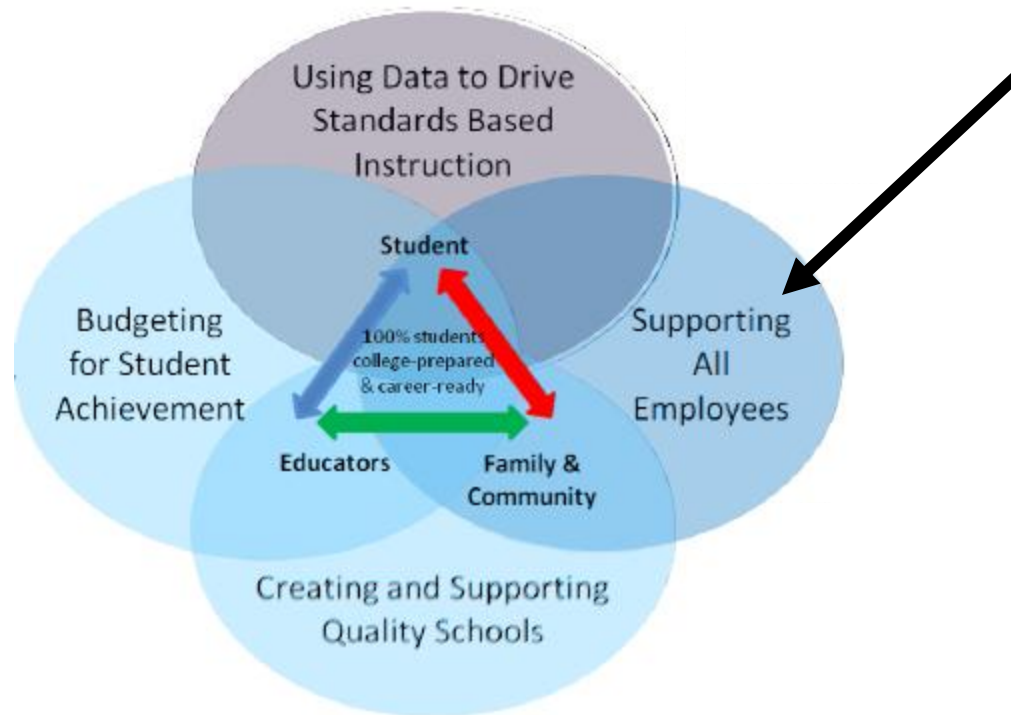 Using Data to Drive
Standards Based
Instruction
Student
Budgeting
for Student
Achievement
100% students
college-prepared
& career-ready
Supporting
All
Employees
Educators
Family &
Community
Creating and Supporting
Quality Schools